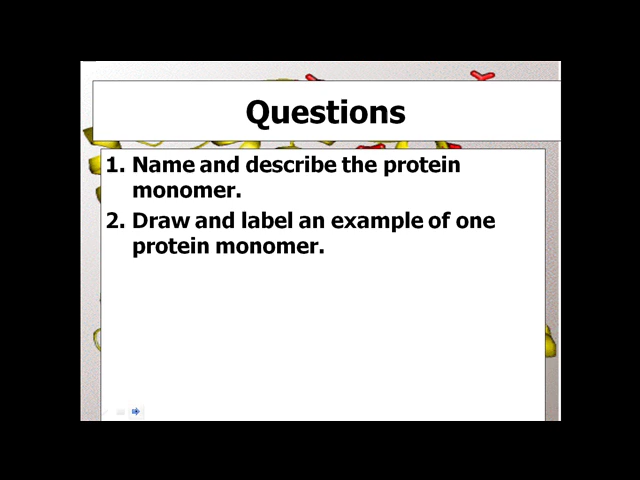 Questions
1. Name and describe the protein
monomer.
2. Draw and label an example of one
protein monomer.